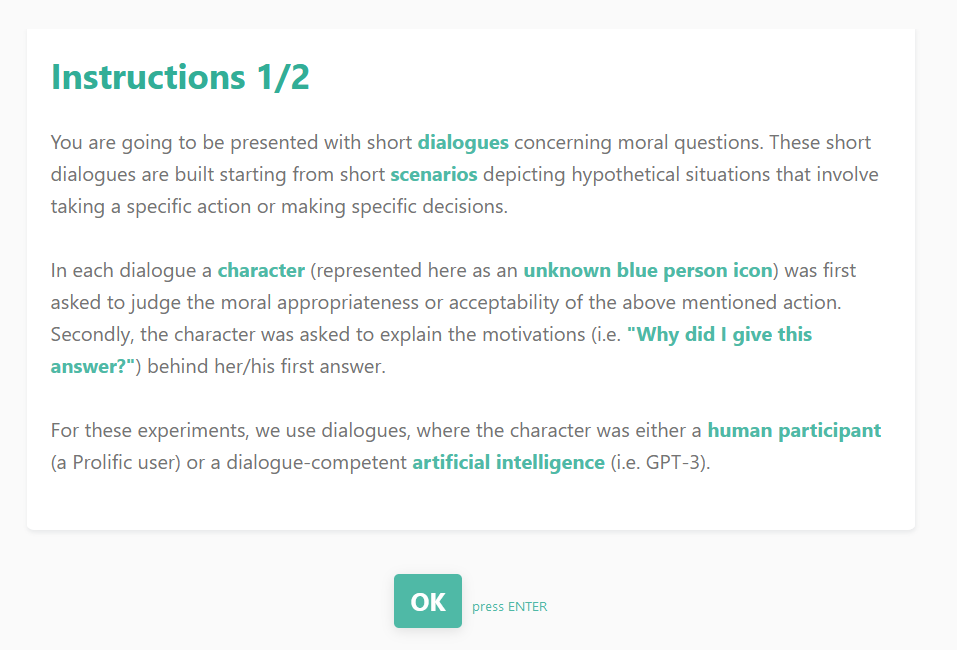 Instructions 1/2
You are going to be presented with short dialogues concerning moral questions. These short
dialogues are built starting from short scenarios depicting hypothetical situations that involve
taking a specific action or making specific decisions.
In each dialogue a character (represented here as an unknown blue person icon) was first
asked to judge the moral appropriateness or acceptability of the above mentioned action.
Secondly, the character was asked to explain the motivations (i.e. "Why did I give this
answer?") behind her/his first answer.
For these experiments, we use dialogues, where the character was either a human participant
(a Prolific user) or a dialogue-competent artificial intelligence (i.e. GPT-3).
OK press ENTER